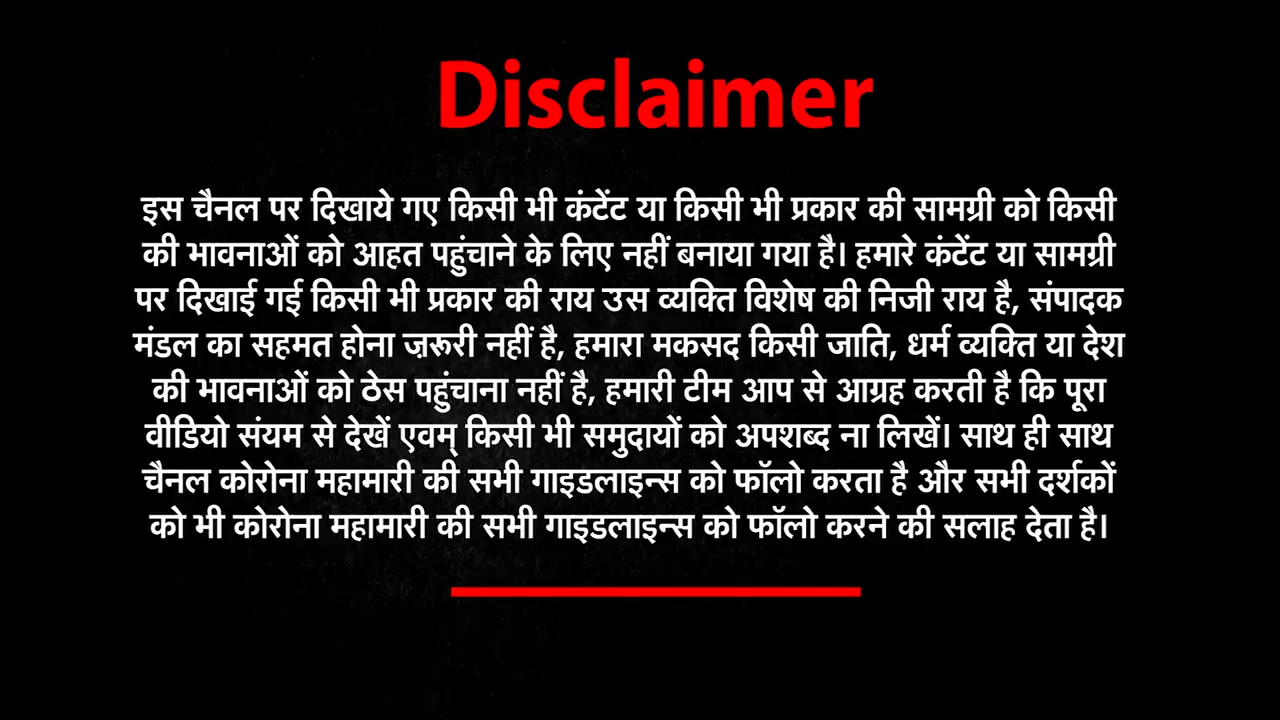 Disclaimer
इस चैनल पर दिखाये गए किसी भी कंटेंट या किसी भी प्रकार की सामग्री को किसी
की भावनाओं को आहत पहुंचाने के लिए नहीं बनाया गया है। हमारे कंटेंट या सामग्री
पर दिखाई गई किसी भी प्रकार की राय उस व्यक्ति विशेष की निजी राय है, संपादक
मंडल का सहमत होना ज़रूरी नहीं है, हमारा मकसद किसी जाति, धर्म व्यक्ति या देश
की भावनाओं को ठेस पहुंचाना नहीं है, हमारी टीम आप से आग्रह करती है कि पूरा
वीडियो संयम से देखें एवम् किसी भी समुदायों को अपशब्द ना लिखें। साथ ही साथ
चैनल कोरोना महामारी की सभी गाइडलाइन्स को फॉलो करता है और सभी दर्शकों
को भी कोरोना महामारी की सभी गाइडलाइन्स को फॉलो करने की सलाह देता है।